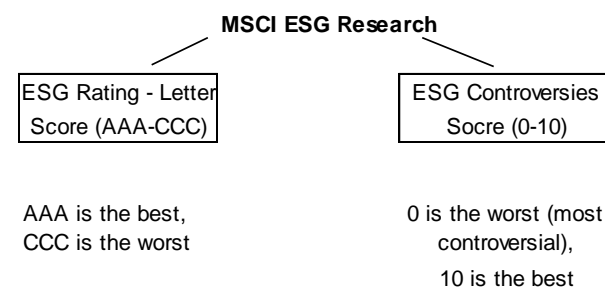 MSCI ESG Research
ESG Rating - Letter
Score (AAA-CCC)
ESG Controversies
Socre (0-10)
AAA is the best,
CCC is the worst
0 is the worst (most
controversial),
10 is the best